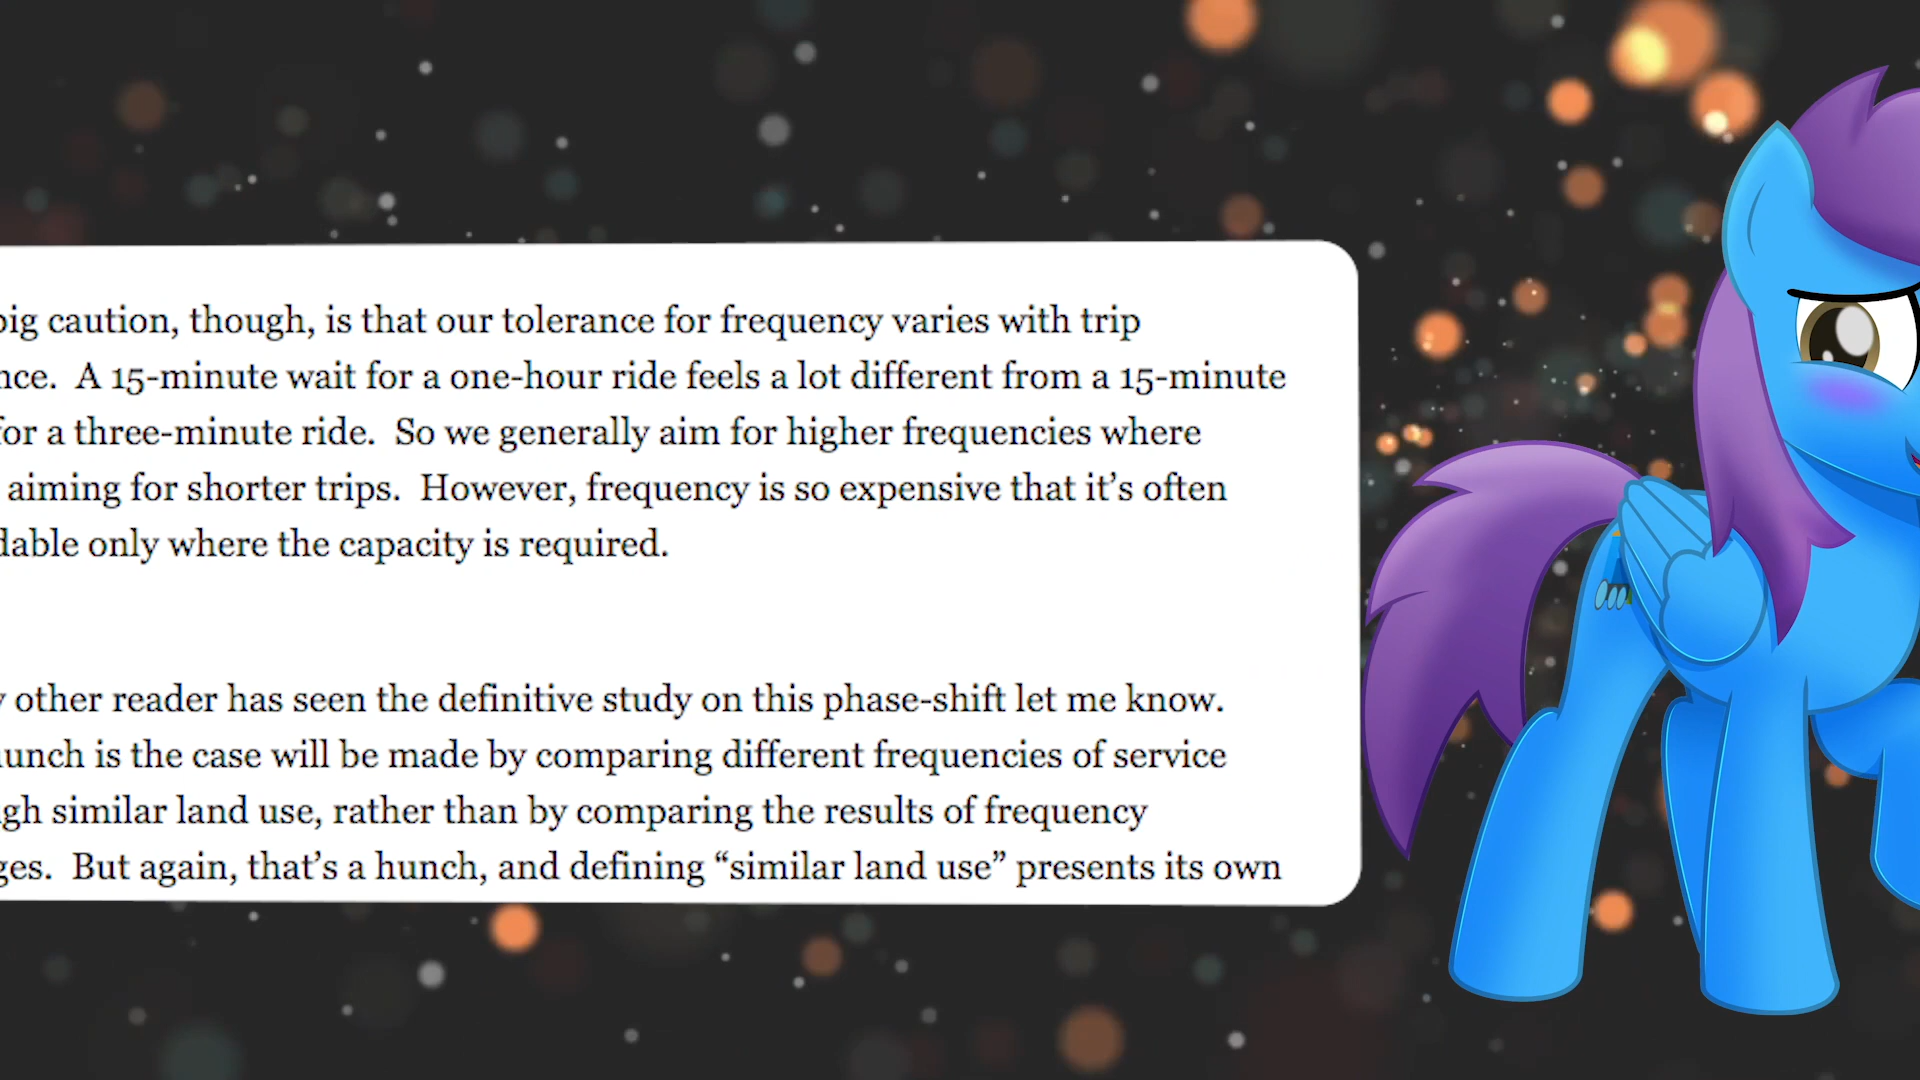 big caution, though, is that our tolerance for frequency varies with trip
nce. A 15-minute wait for a one-hour ride feels a lot different from a 15-minute
for a three-minute ride. So we generally aim for higher frequencies where
aiming for shorter trips. However, frequency is so expensive that it’s often
dable only where the capacity is required.
y other reader has seen the definitive study on this phase-shift let me know.
hunch is the case will be made by comparing different frequencies of service
gh similar land use, rather than by comparing the results of frequency
ges. But again, that’s a hunch, and defining “similar land use” presents its own